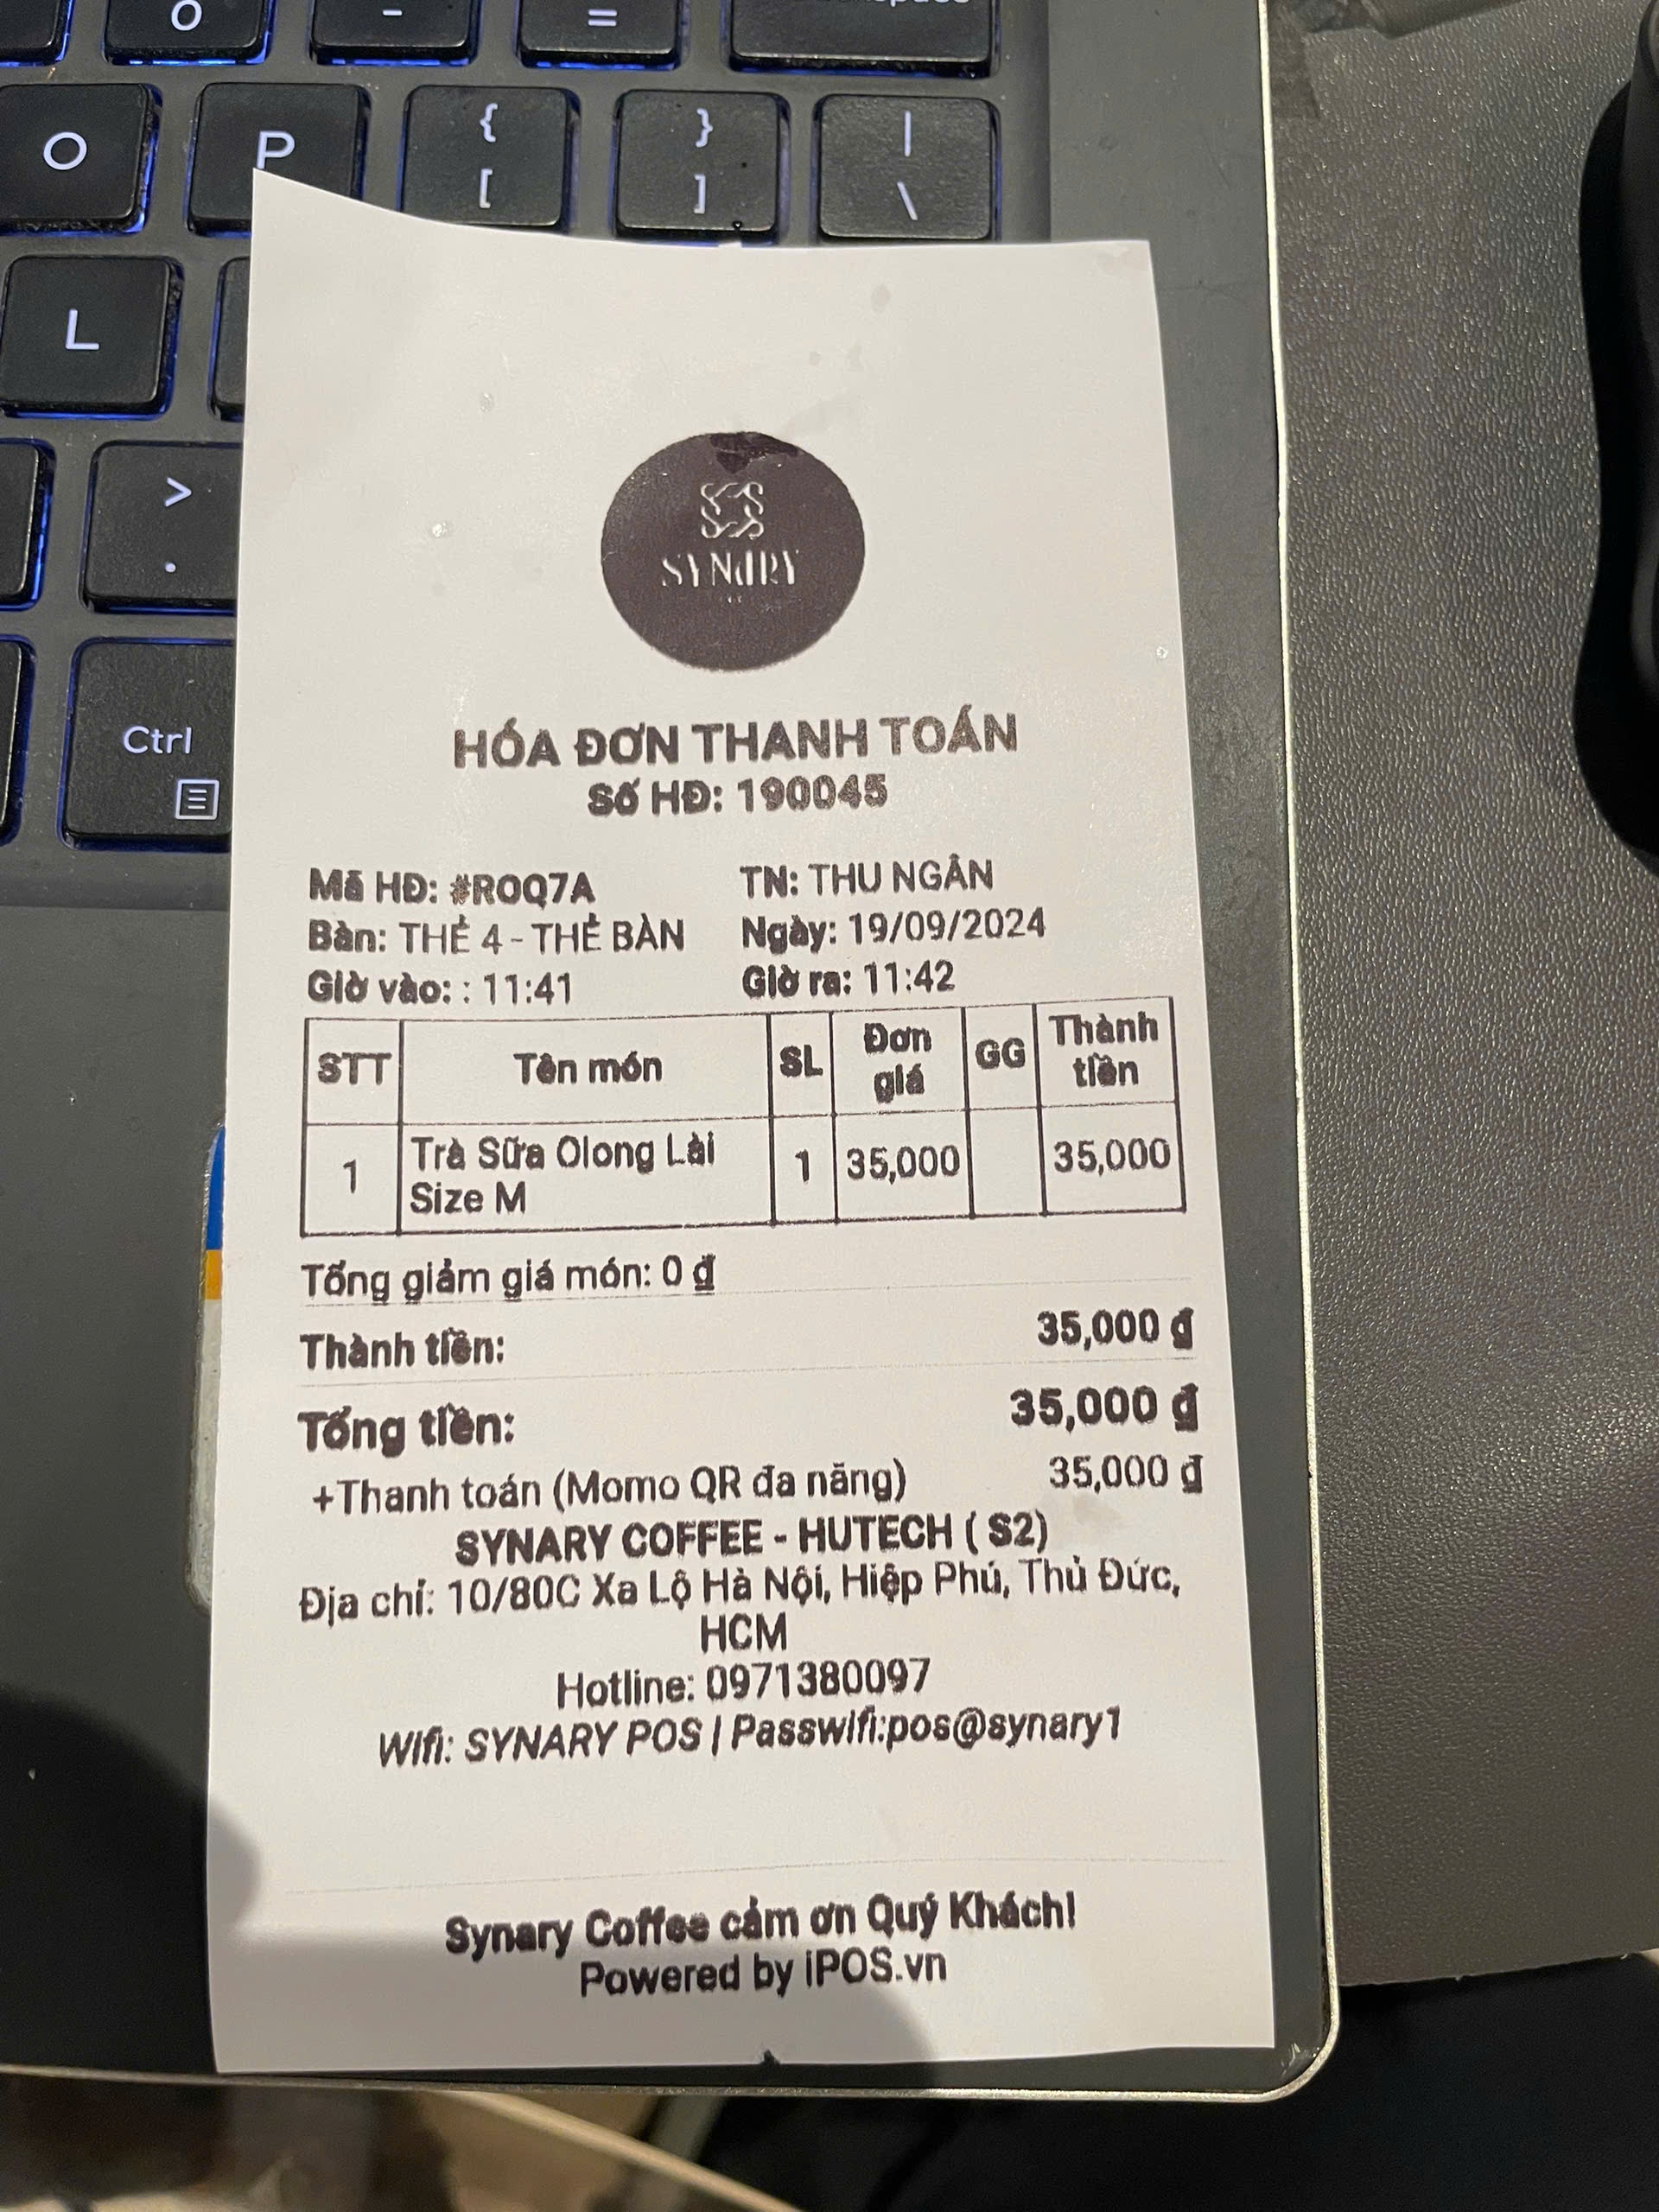 0
-
=
O
P
{
[
}
]
|
\
L
>
.
Ctrl
SYNARY
HÓA ĐƠN THANH TOÁN
Số HĐ: 190045
Mã HĐ: #ROQ7A TN: THU NGÂN
Bàn: THẺ 4 - THẺ BÀN Ngày: 19/09/2024
Giờ vào: : 11:41 Giờ ra: 11:42
STT Tên món SL Đơn giá GG Thành tiền
1 Trà Sữa Olong Lài 1 35,000 35,000
Size M
Tổng giảm giá món: 0 ₫
Thành tiền: 35,000 ₫
Tổng tiền: 35,000 ₫
+Thanh toán (Momo QR đa năng) 35,000 ₫
SYNARY COFFEE - HUTECH ( S2)
Địa chỉ: 10/80C Xa Lộ Hà Nội, Hiệp Phú, Thủ Đức,
HCM
Hotline: 0971380097
Wifi: SYNARY POS | Passwifi:pos@synary1
Synary Coffee cảm ơn Quý Khách!
Powered by iPOS.vn